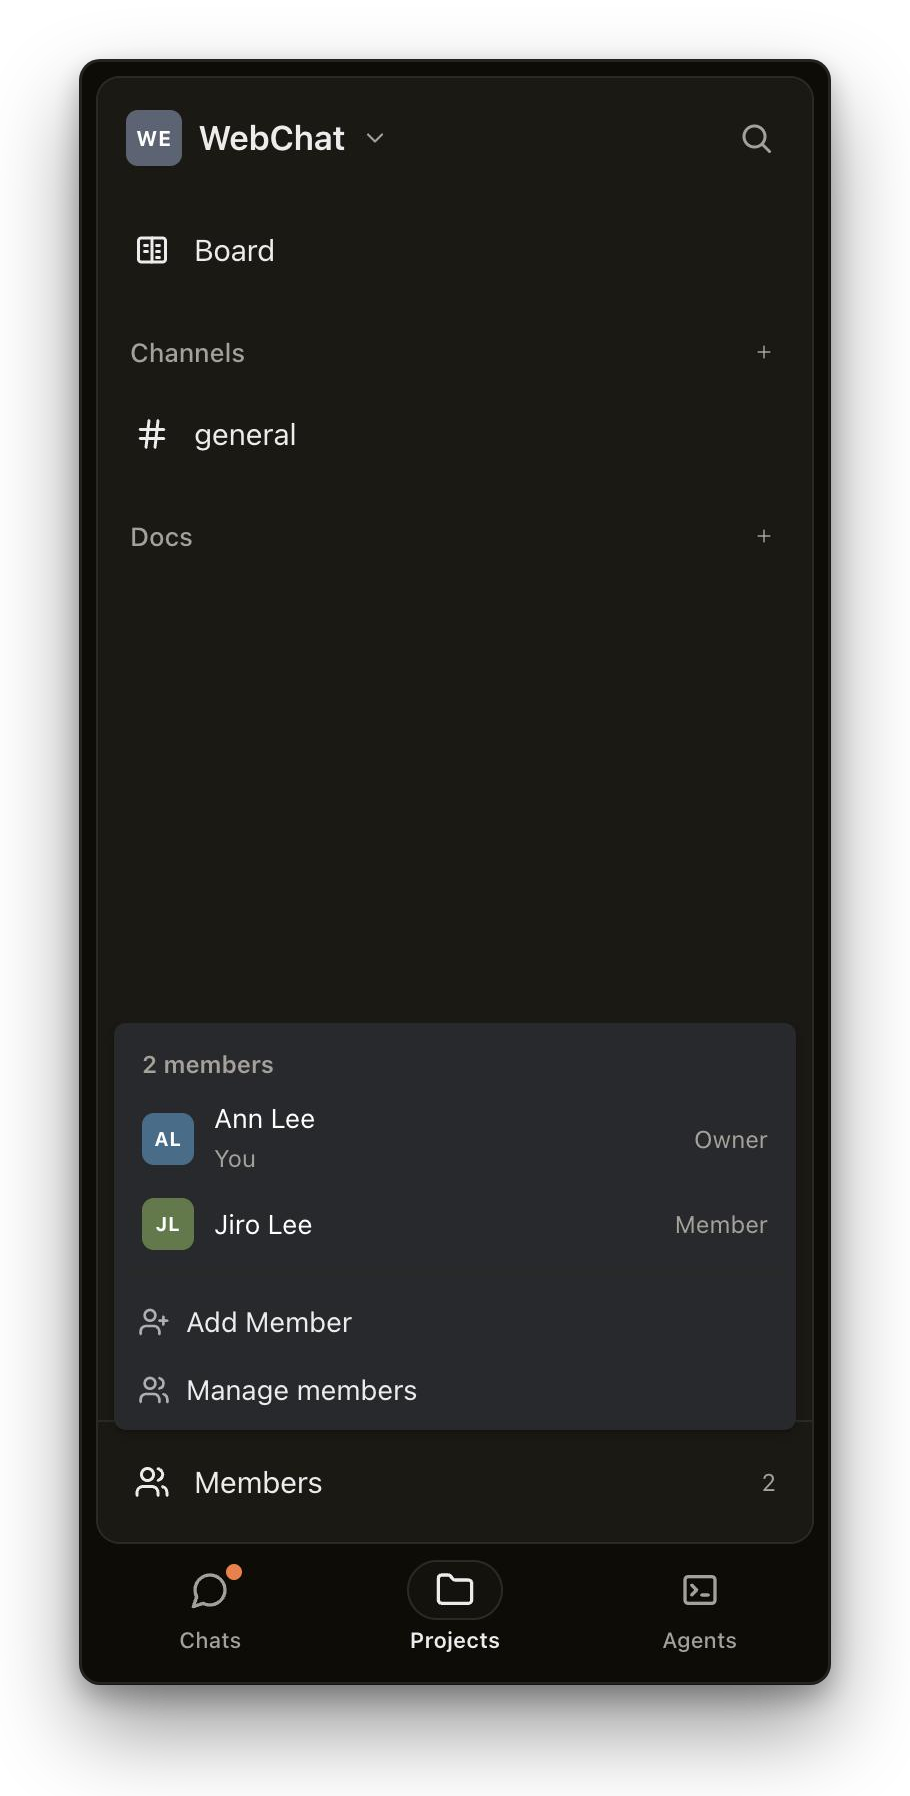 WE WebChat
Board
Channels
general
Docs
2 members
AL Ann Lee
You
Owner
JL Jiro Lee
Member
Add Member
Manage members
Members 2
Chats Projects Agents